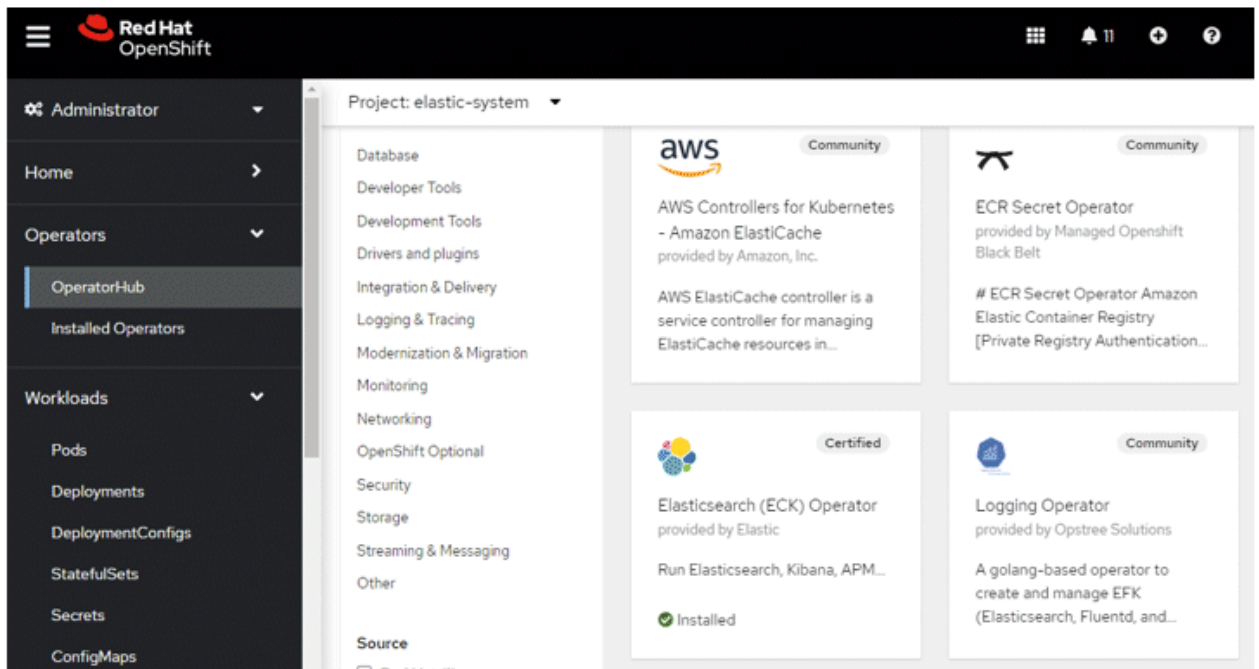 Red Hat
OpenShift
11
Administrator
Home
Operators
OperatorHub
Installed Operators
Workloads
Pods
Deployments
DeploymentConfigs
StatefulSets
Secrets
ConfigMaps
Project: elastic-system
Database
Developer Tools
Development Tools
Drivers and plugins
Integration & Delivery
Logging & Tracing
Modernization & Migration
Monitoring
Networking
OpenShift Optional
Security
Storage
Streaming & Messaging
Other
Source
aws
Community
AWS Controllers for Kubernetes
- Amazon ElastiCache
provided by Amazon, Inc.
AWS ElastiCache controller is a
service controller for managing
ElastiCache resources in...
Community
ECR Secret Operator
provided by Managed Openshift
Black Belt
# ECR Secret Operator Amazon
Elastic Container Registry
[Private Registry Authentication...
Certified
Elasticsearch (ECK) Operator
provided by Elastic
Run Elasticsearch, Kibana, APM...
Installed
Community
Logging Operator
provided by Opstree Solutions
A golang-based operator to
create and manage EFK
(Elasticsearch, Fluentd, and...